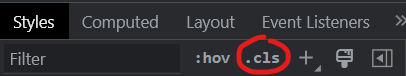 Styles Computed Layout Event Listeners
Filter :hov .cls